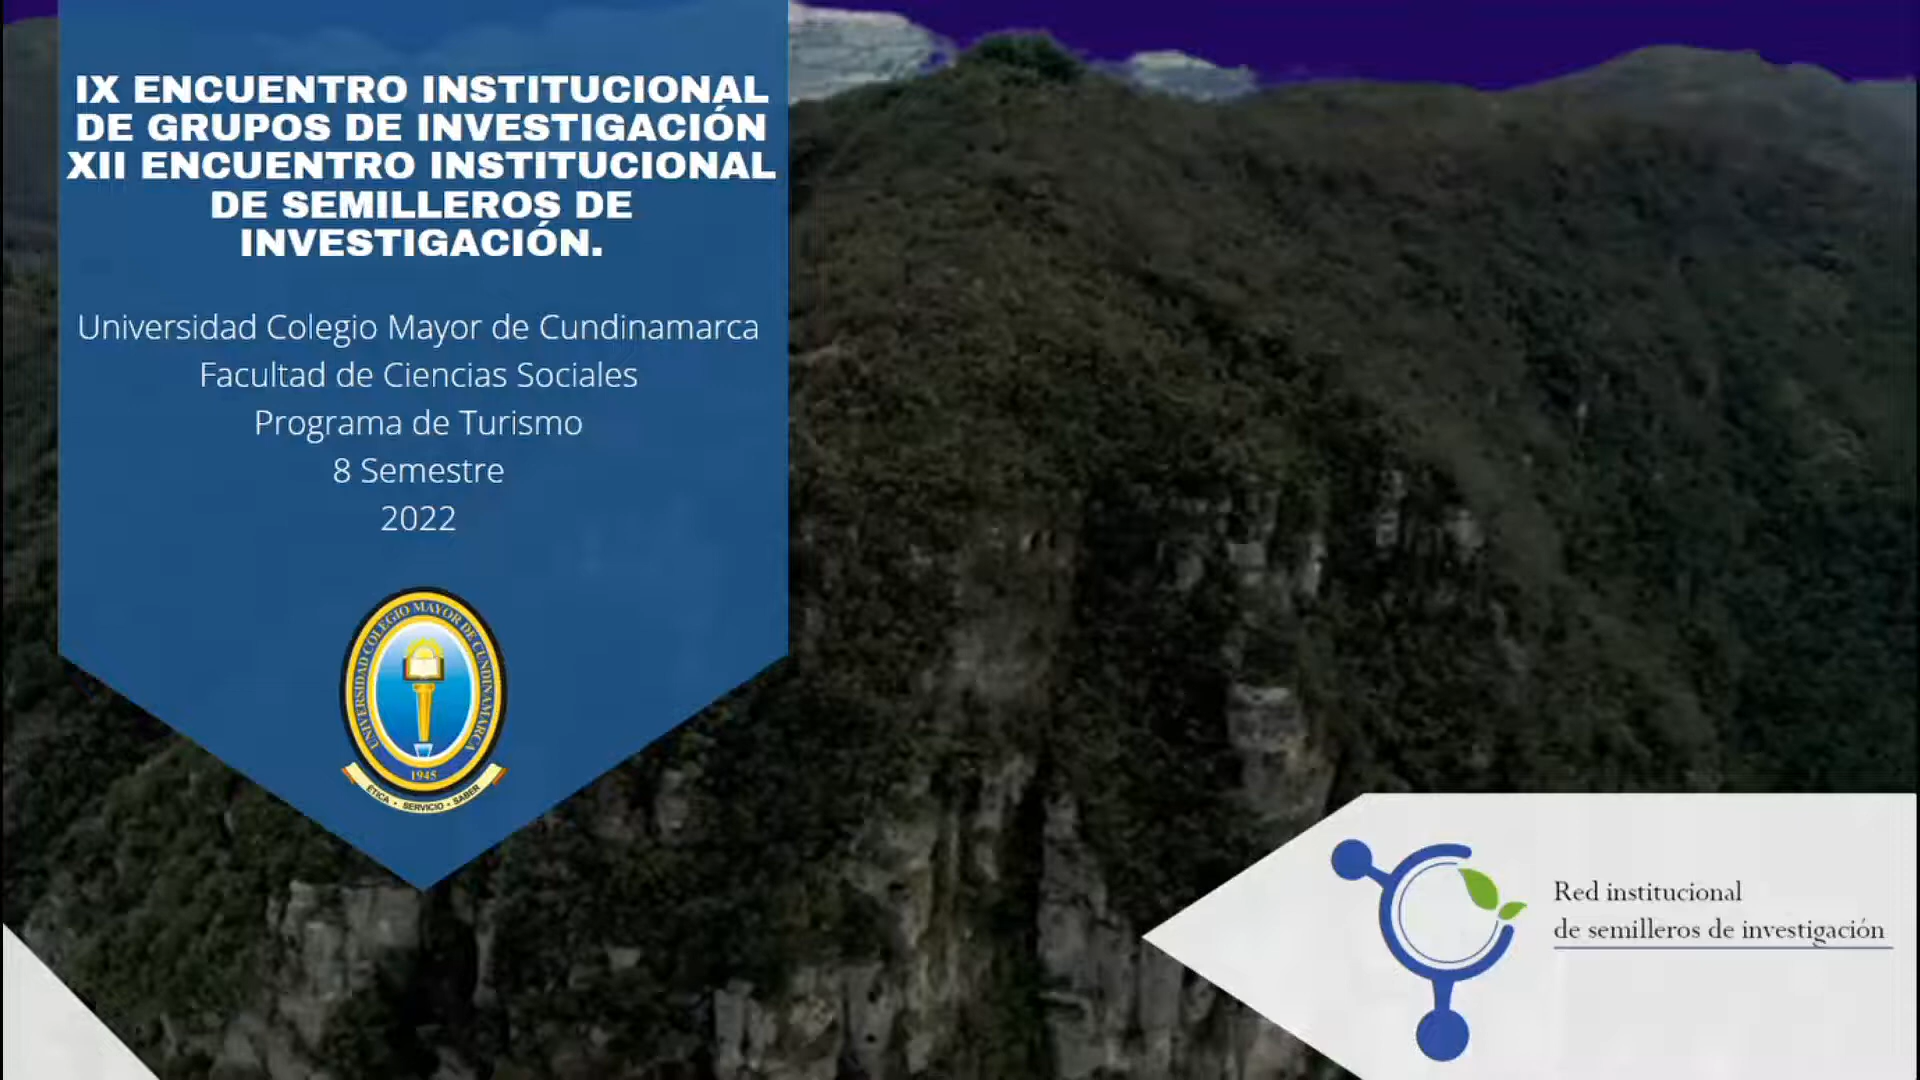 IX ENCUENTRO INSTITUCIONAL
DE GRUPOS DE INVESTIGACIÓN
XII ENCUENTRO INSTITUCIONAL
DE SEMILLEROS DE
INVESTIGACIÓN.
Universidad Colegio Mayor de Cundinamarca
Facultad de Ciencias Sociales
Programa de Turismo
8 Semestre
2022
UNIVERSIDAD COLEGIO MAYOR DE CUNDINAMARCA
1945
ETICA • SERVICIO • SABER
Red institucional
de semilleros de investigación